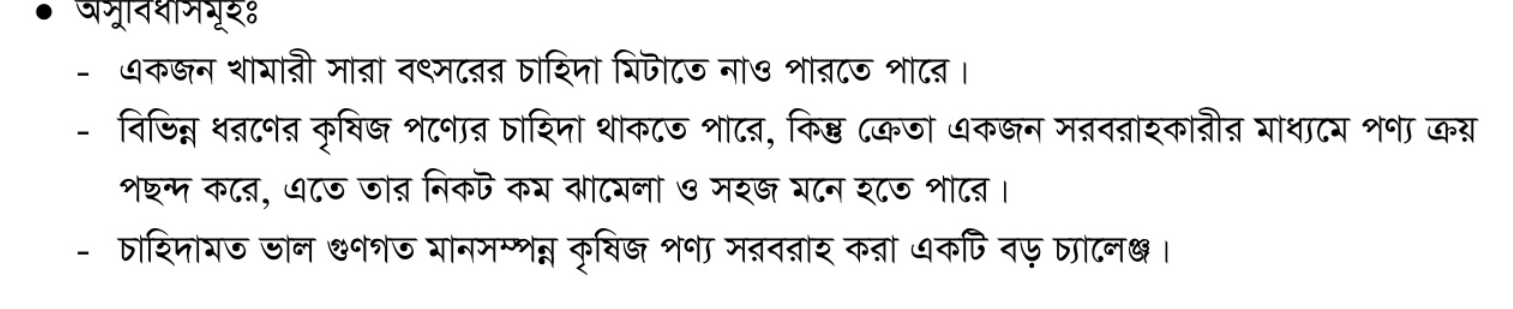 ● অসুবিধাসমূহঃ
- একজন খামারী সারা বৎসরের চাহিদা মিটাতে নাও পারতে পারে।
- বিভিন্ন ধরণের কৃষিজ পণ্যের চাহিদা থাকতে পারে, কিন্তু ক্রেতা একজন সরবরাহকারীর মাধ্যমে পণ্য ক্রয়
পছন্দ করে, এতে তার নিকট কম ঝামেলা ও সহজ মনে হতে পারে।
- চাহিদামত ভাল গুণগত মানসম্পন্ন কৃষিজ পণ্য সরবরাহ করা একটি বড় চ্যালেঞ্জ।